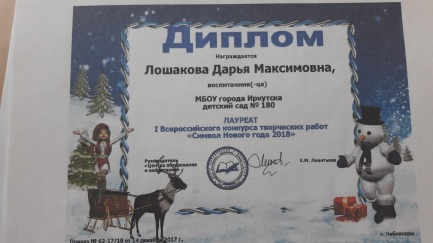 Диплом
Награждается
Лошакова Дарья Максимовна,
воспитанник(-ца)
МБОУ города Иркутска
детский сад № 180
ЛАУРЕАТ
I Всероссийского конкурса творческих работ
«Символ Нового года 2018»
Руководитель
«Центра образования
и воспитания»
Е.М. Леонтьева
Приказ № 62-17/18 от 14 декабря 2017 г.
г. Чебоксары